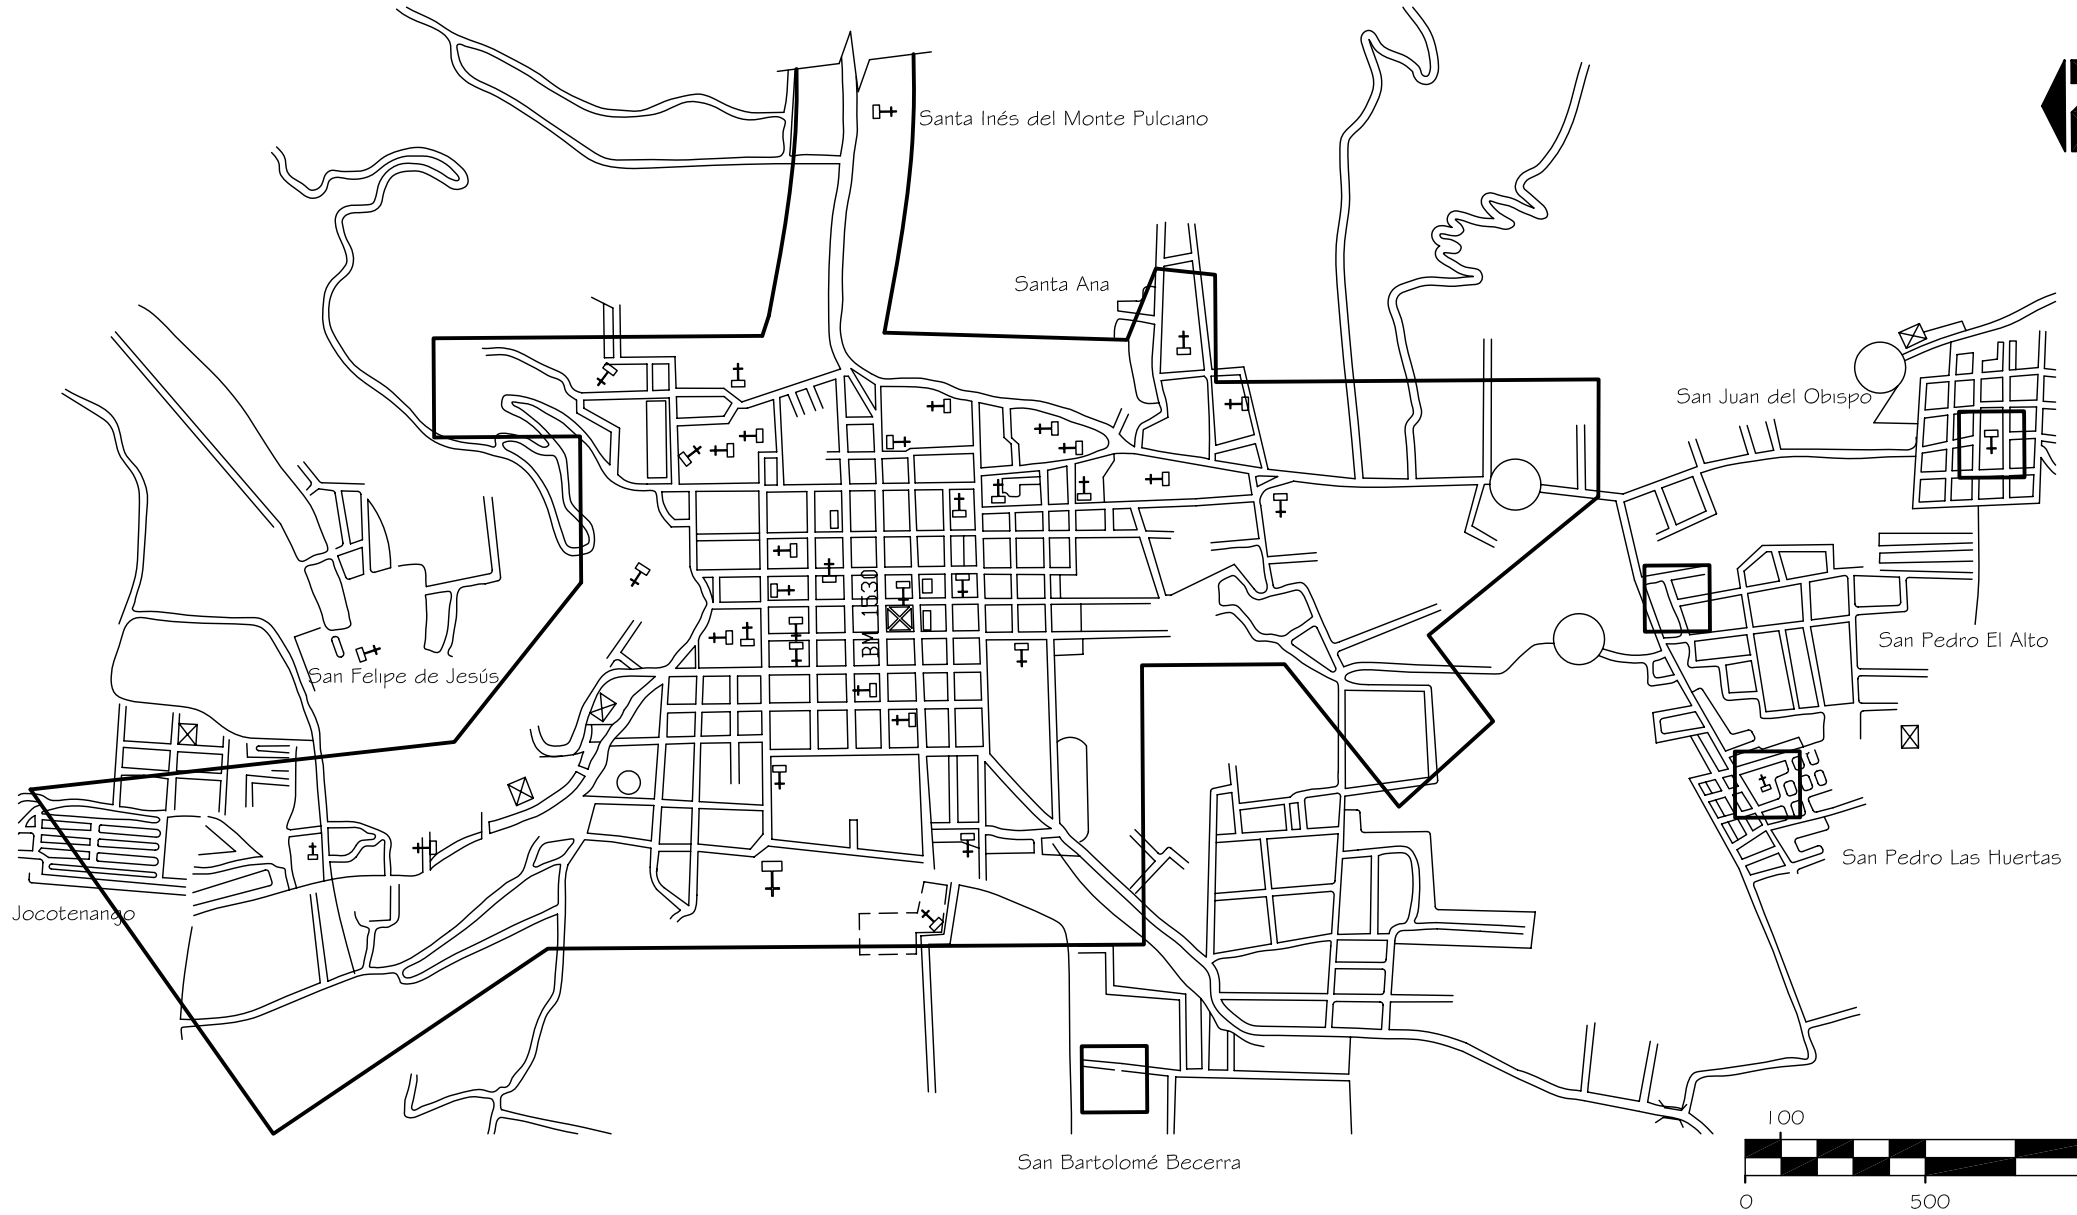 Santa Inés del Monte Pulciano
Santa Ana
San Juan del Obispo
BM 1530
San Pedro El Alto
San Felipe de Jesús
San Pedro Las Huertas
Jocotenango
San Bartolomé Becerra
100
0 500